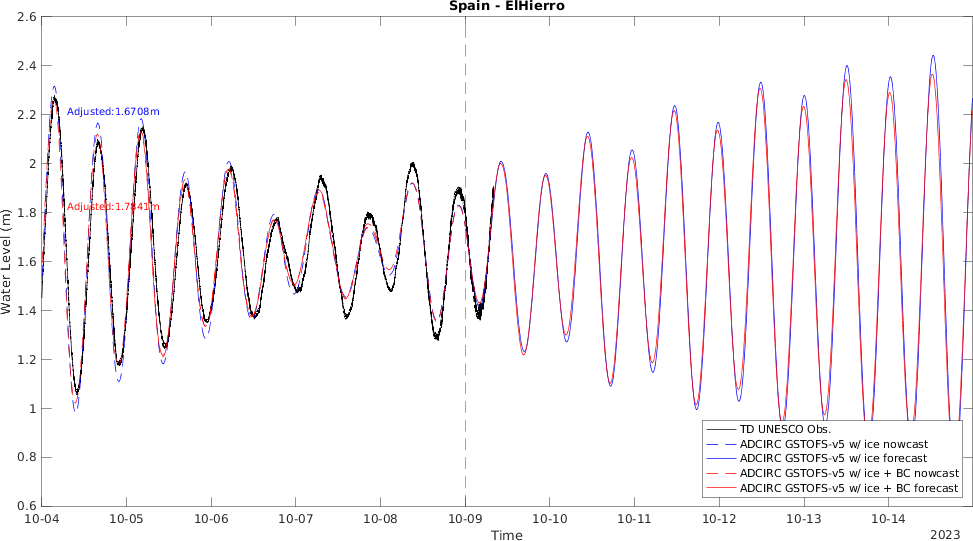 Spain - ElHierro
2.6
2.4
2.2
2
1.8
1.6
1.4
1.2
1
0.8
0.6
Water Level (m)
Adjusted:1.6708m
Adjusted:1.7841m
TD UNESCO Obs.
ADCIRC GSTOFS-v5 w/ ice nowcast
ADCIRC GSTOFS-v5 w/ ice forecast
ADCIRC GSTOFS-v5 w/ ice + BC nowcast
ADCIRC GSTOFS-v5 w/ ice + BC forecast
10-04 10-05 10-06 10-07 10-08 10-09 10-10 10-11 10-12 10-13 10-14
Time
2023